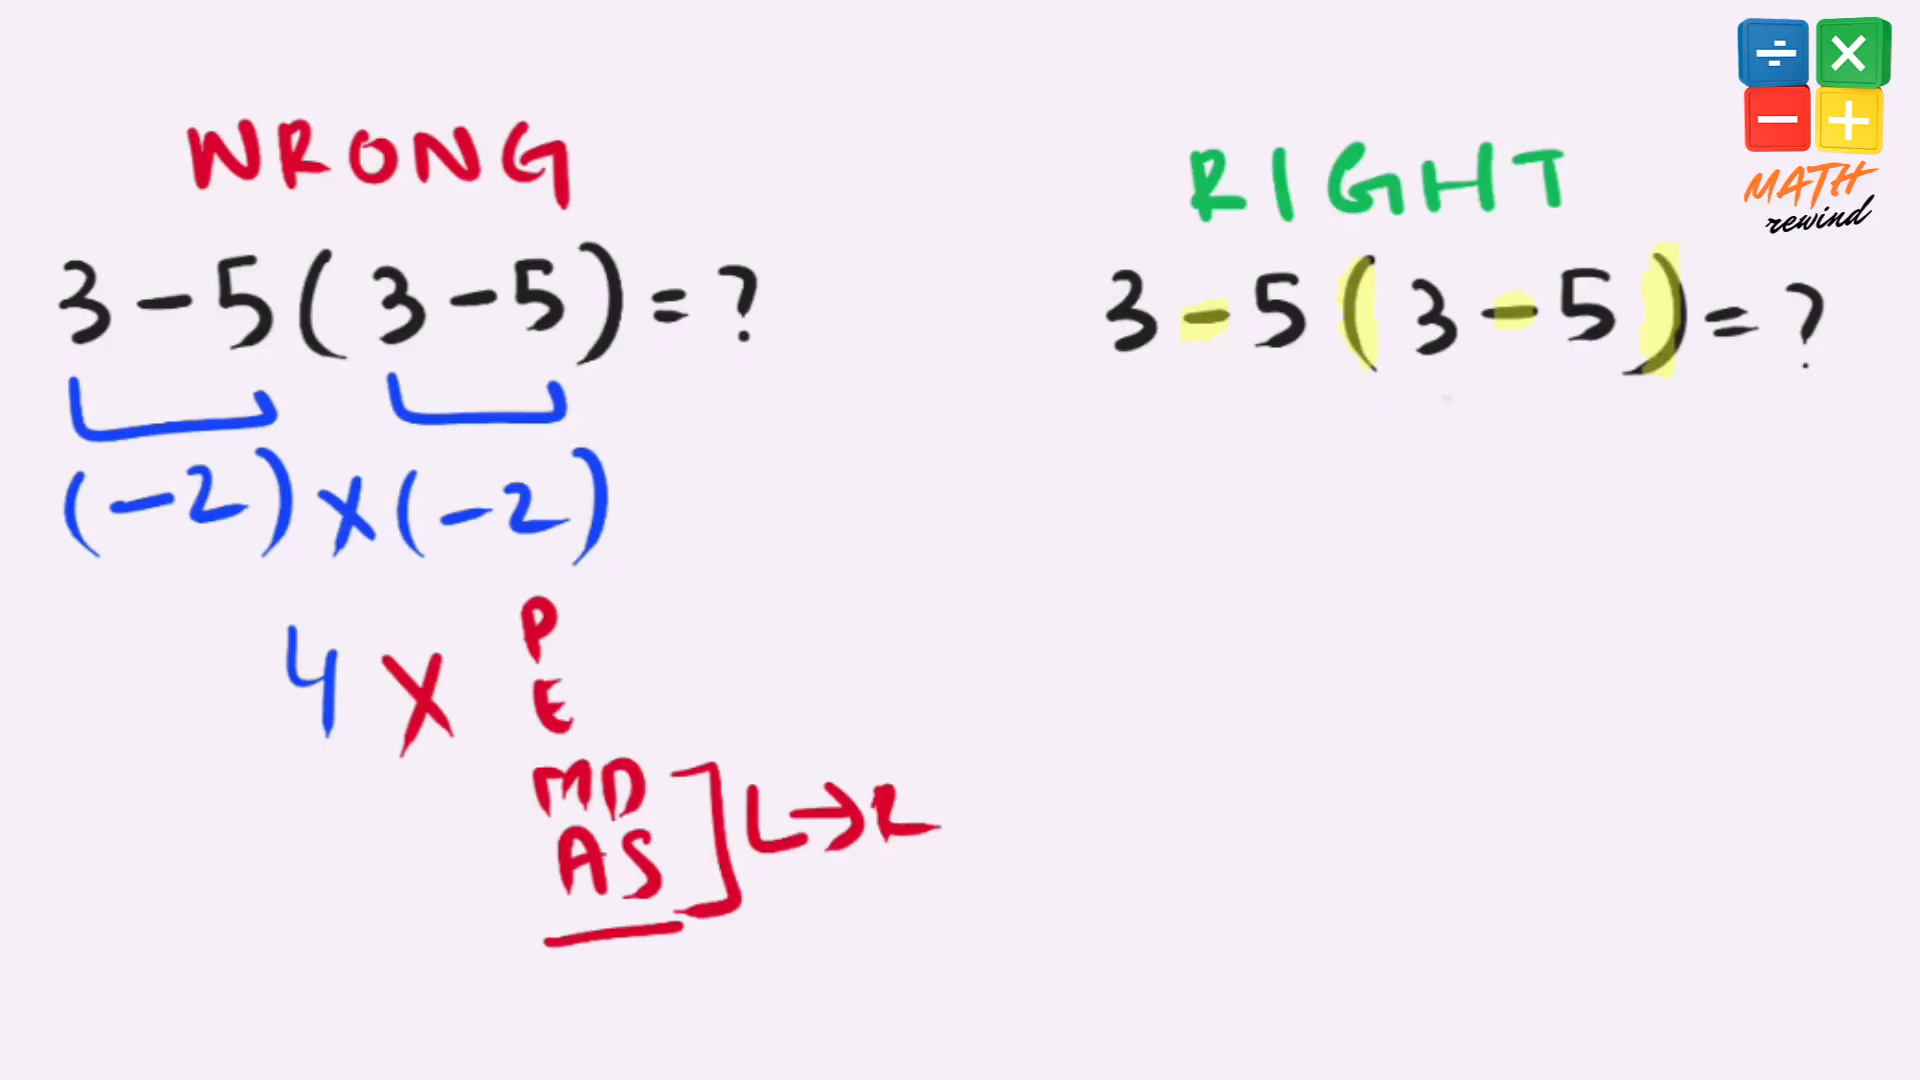 WRONG
3-5(3-5)=?
(-2)x(-2)
4 X
P
E
MD
AS
L→R
RIGHT
3-5(3-5)=?
÷ ×
− +
MATH
rewind